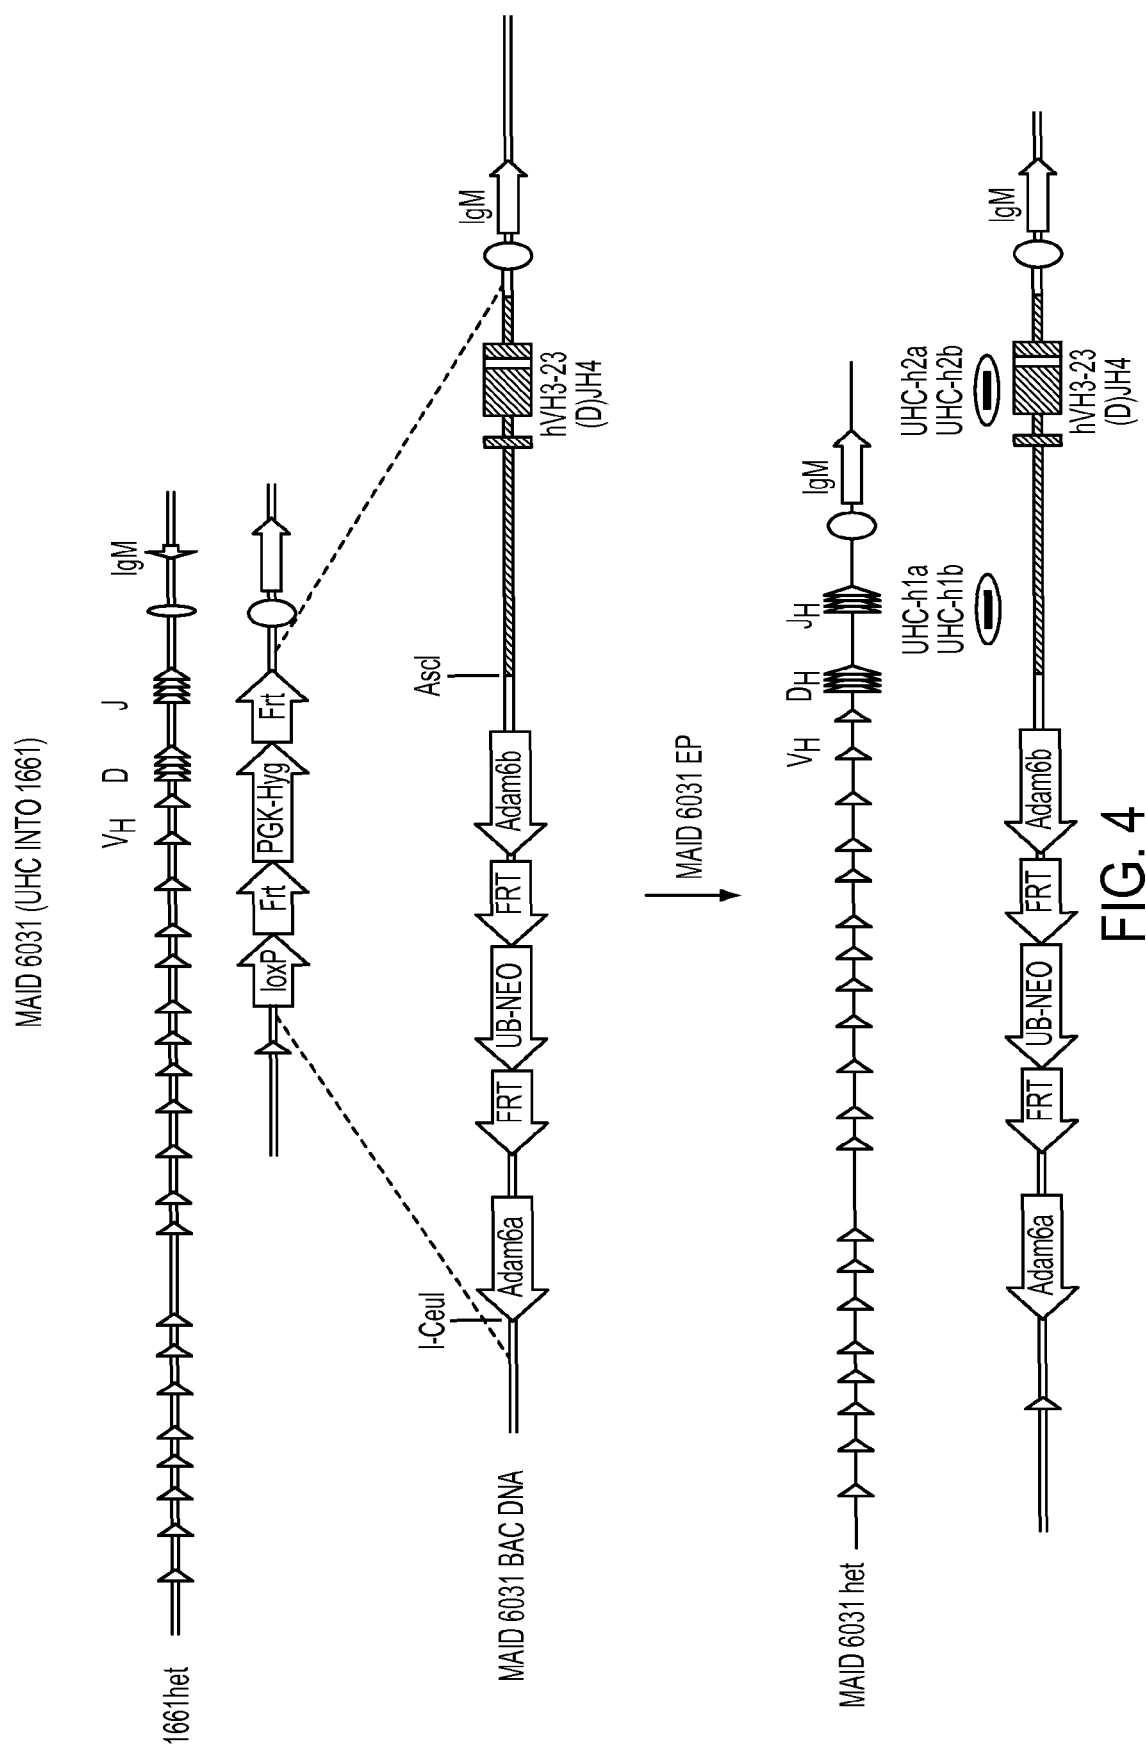 MAID 6031 (UHC INTO 1661)
1661het
VH
D
J
IgM
loxP
Frt
PGK-Hyg
Frt
MAID 6031 BAC DNA
I-CeuI
Adam6a
FRT
UB-NEO
FRT
Adam6b
AscI
hVH3-23
(D)JH4
IgM
MAID 6031 EP
MAID 6031 het
VH
DH
JH
IgM
UHC-h1a
UHC-h1b
UHC-h2a
UHC-h2b
Adam6a
FRT
UB-NEO
FRT
Adam6b
hVH3-23
(D)JH4
IgM
FIG. 4